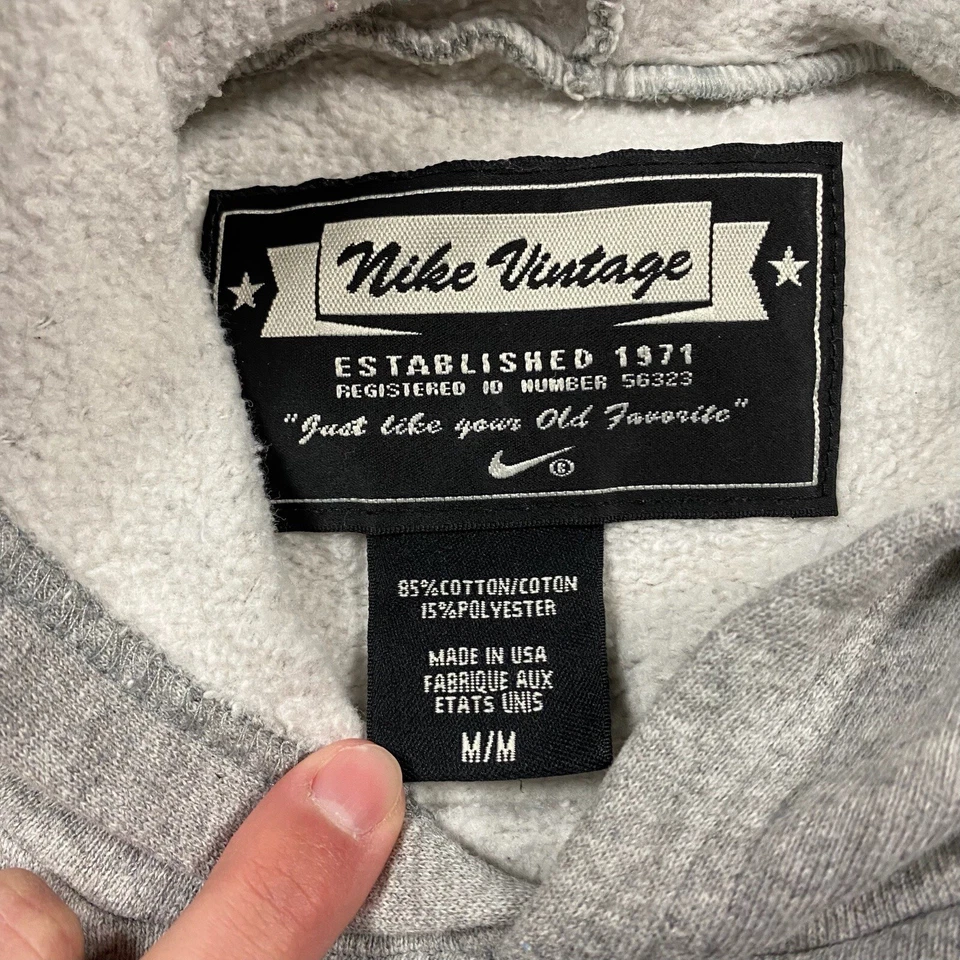 Nike Vintage
ESTABLISHED 1971
REGISTERED ID NUMBER 56323
"Just like your Old Favorite"
®
85%COTTON/COTON
15%POLYESTER
MADE IN USA
FABRIQUE AUX
ETATS UNIS
M/M